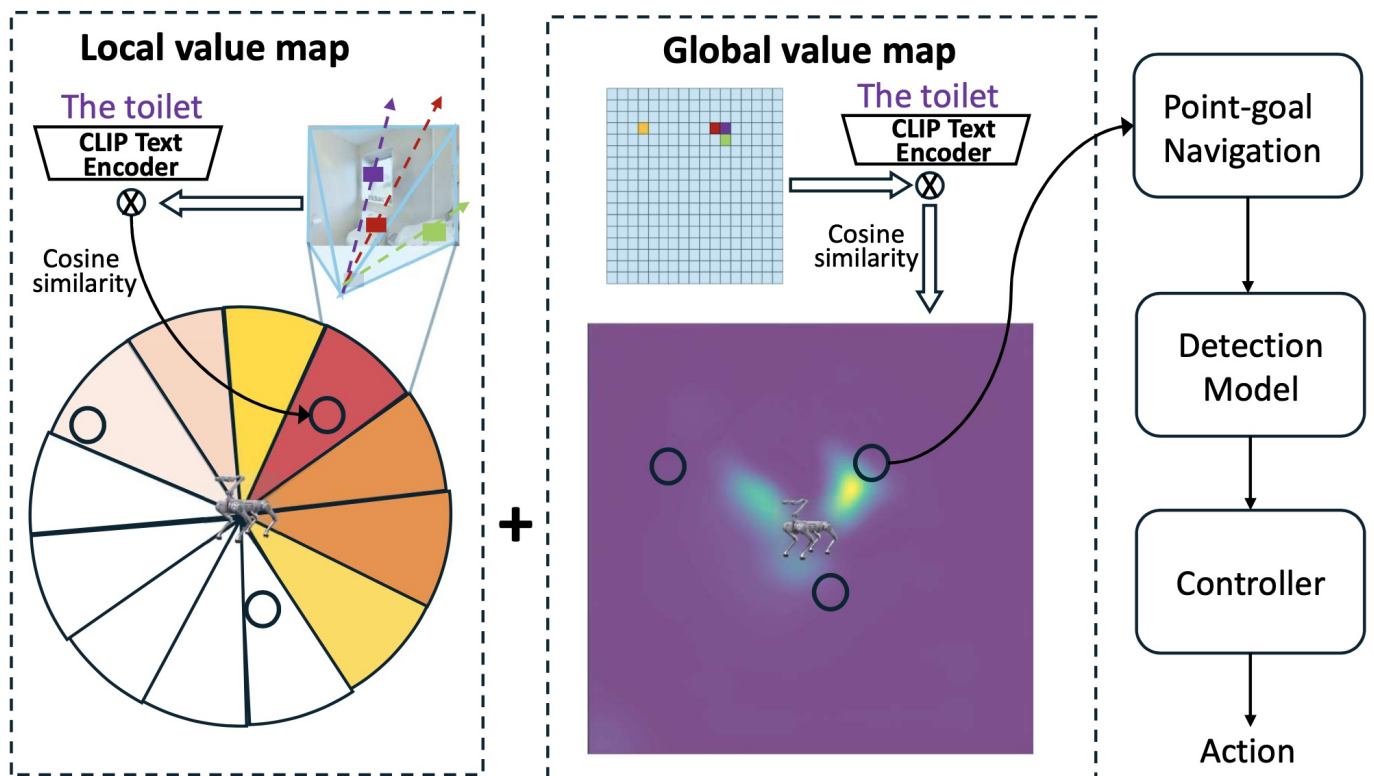 Local value map
The toilet
CLIP Text
Encoder
X
Cosine
similarity
+
Global value map
The toilet
CLIP Text
Encoder
X
Cosine
similarity
Point-goal
Navigation
Detection
Model
Controller
Action